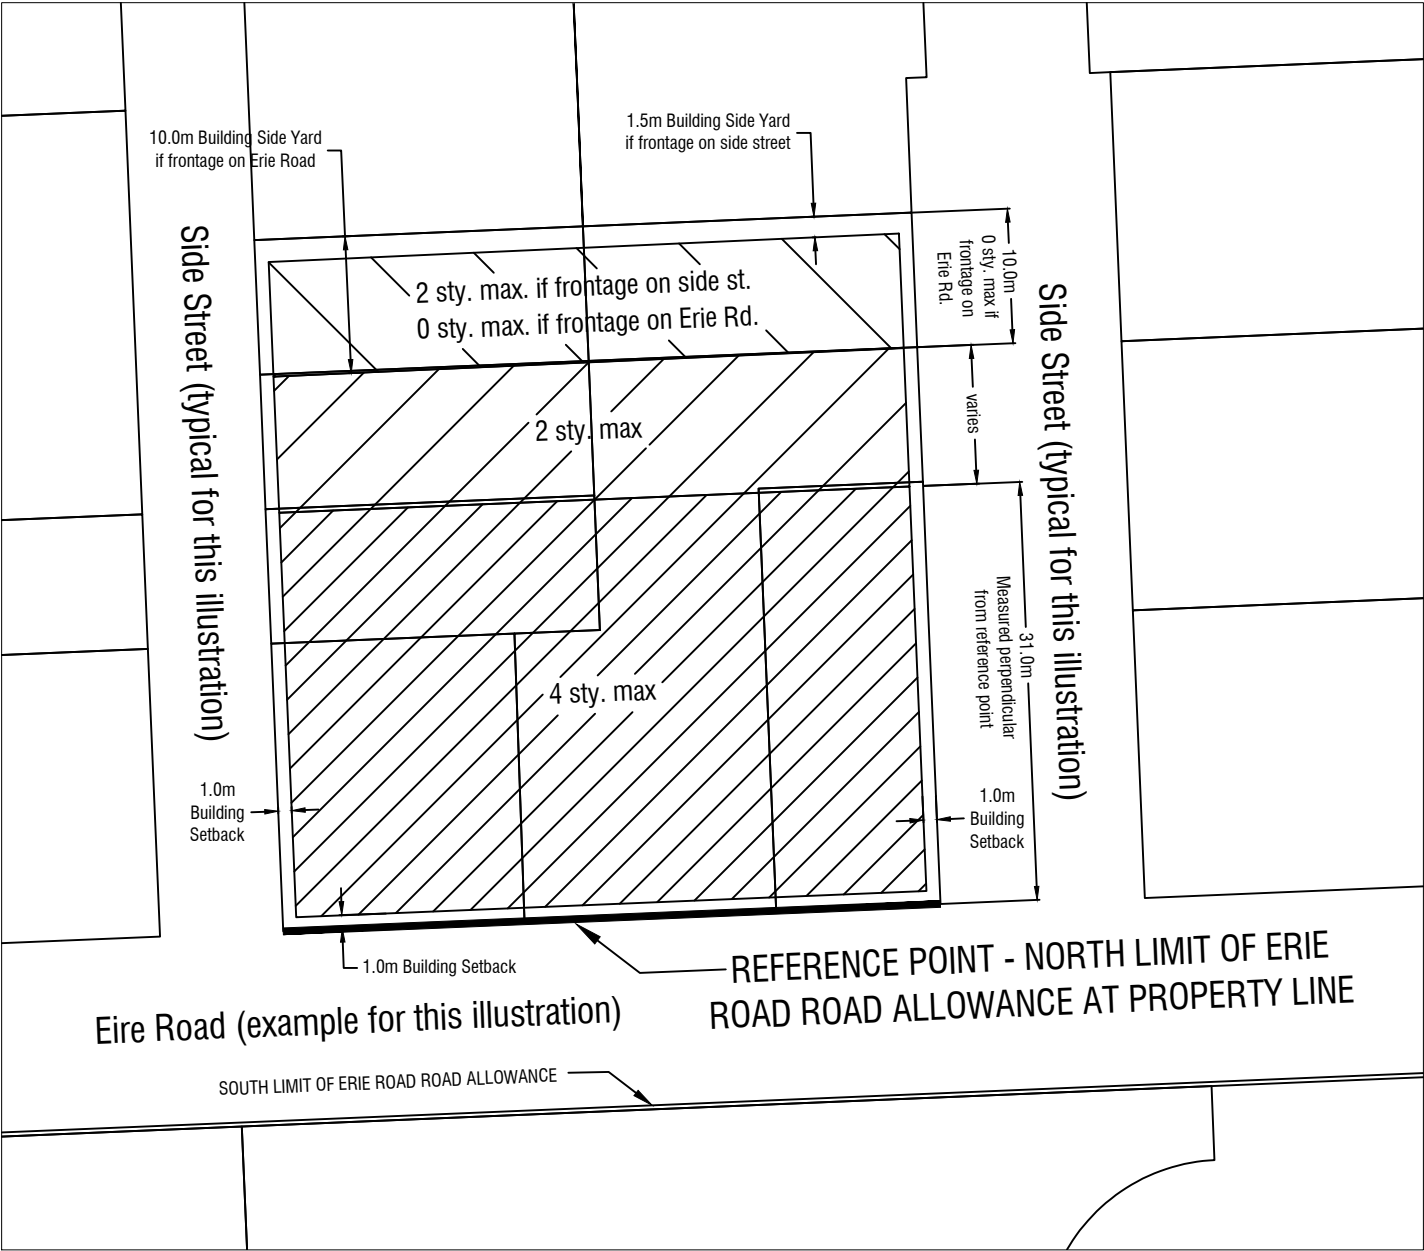 10.0m Building Side Yard
if frontage on Erie Road
1.5m Building Side Yard
if frontage on side street
Side Street (typical for this illustration)
2 sty. max. if frontage on side st.
0 sty. max. if frontage on Erie Rd.
10.0m
0 sty. max if
frontage on
Erie Rd.
Side Street (typical for this illustration)
2 sty. max
varies
4 sty. max
31.0m
Measured perpendicular
from reference point
1.0m
Building
Setback
1.0m
Building
Setback
1.0m Building Setback
REFERENCE POINT - NORTH LIMIT OF ERIE
ROAD ROAD ALLOWANCE AT PROPERTY LINE
Eire Road (example for this illustration)
SOUTH LIMIT OF ERIE ROAD ROAD ALLOWANCE